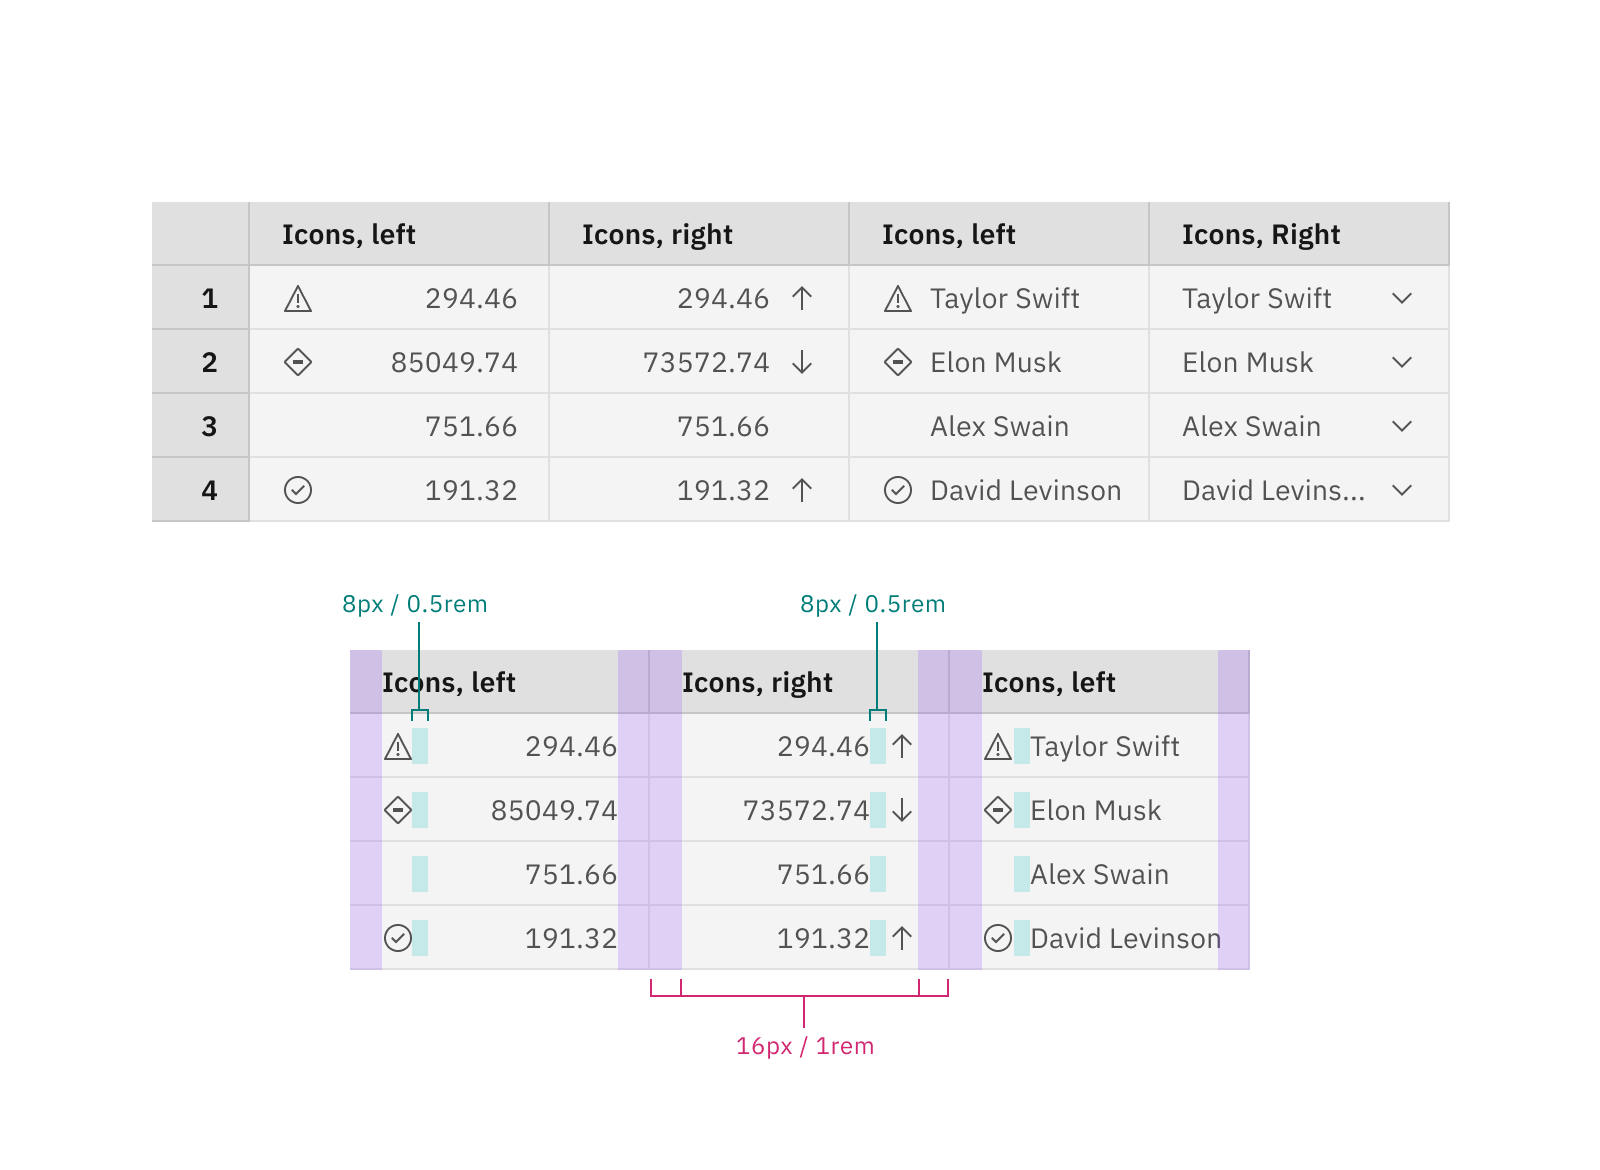 Icons, left Icons, right Icons, left Icons, Right
1 294.46 294.46 Taylor Swift Taylor Swift
2 85049.74 73572.74 Elon Musk Elon Musk
3 751.66 751.66 Alex Swain Alex Swain
4 191.32 191.32 David Levinson David Levins...
8px / 0.5rem 8px / 0.5rem
Icons, left Icons, right Icons, left
294.46 294.46 Taylor Swift
85049.74 73572.74 Elon Musk
751.66 751.66 Alex Swain
191.32 191.32 David Levinson
16px / 1rem